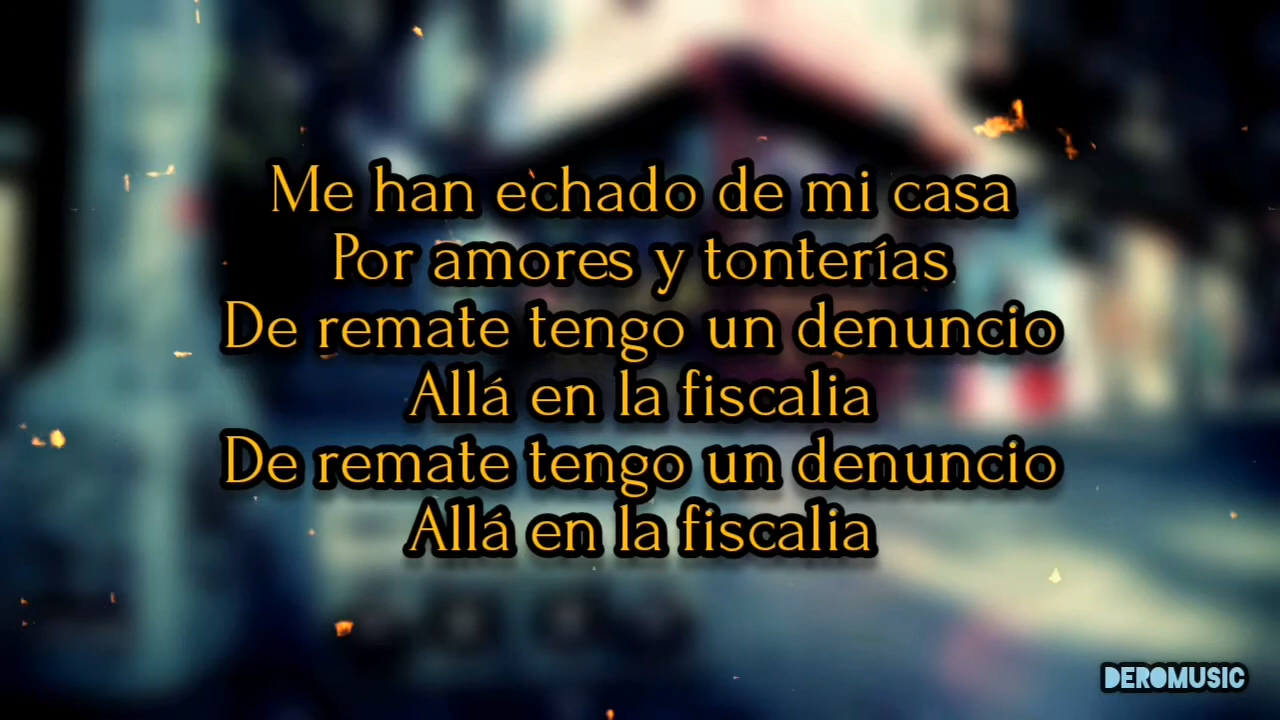 Me han echado de mi casa
Por amores y tonterías
De remate tengo un denuncio
Allá en la fiscalia
De remate tengo un denuncio
Allá en la fiscalia
DEROMUSIC